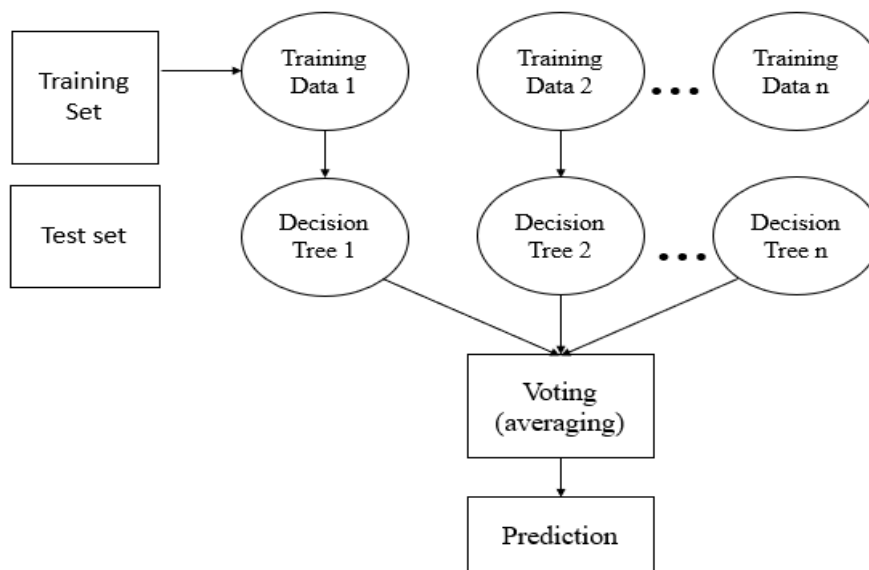 Training
Set
Training
Data 1
Training
Data 2
...
Training
Data n
Test set
Decision
Tree 1
Decision
Tree 2
...
Decision
Tree n
Voting
(averaging)
Prediction